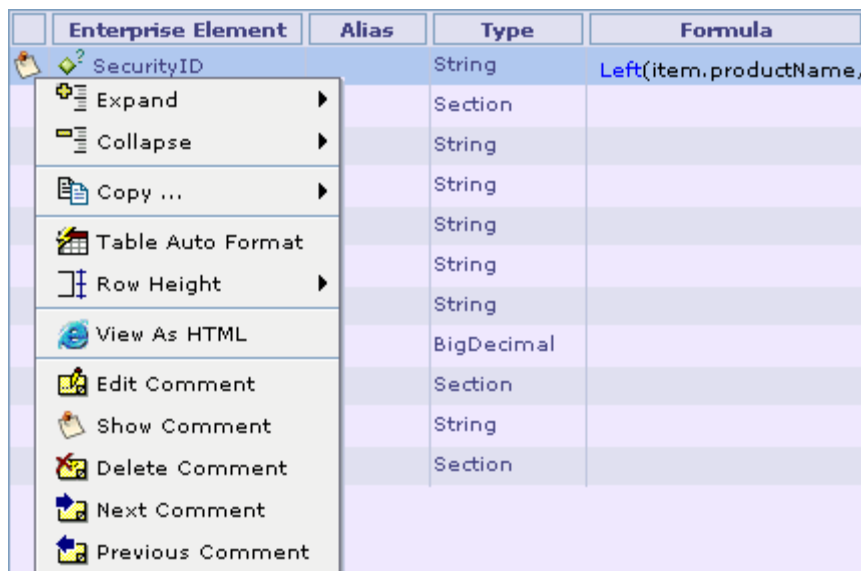 Enterprise Element Alias Type Formula
? SecurityID String Left(item.productName,
Expand Section
Collapse String
Copy ... String
String
Table Auto Format String
Row Height String
View As HTML BigDecimal
Edit Comment Section
Show Comment String
Delete Comment Section
Next Comment
Previous Comment